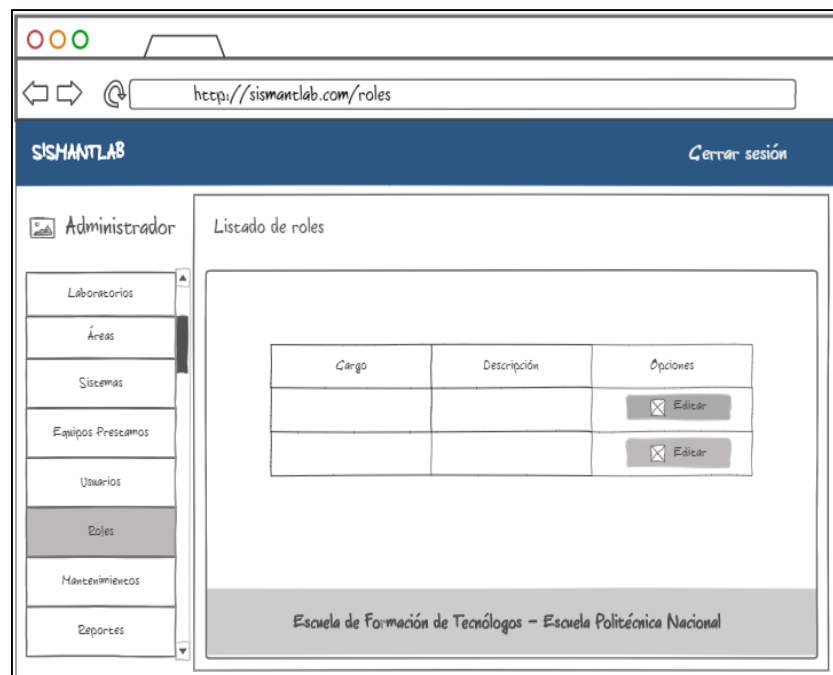 http://sismantlab.com/roles
SISMANTLAB
Cerrar sesión
Administrador
Listado de roles
Laboratorios
Áreas
Sistemas
Equipos Prestamos
Usuarios
Roles
Mantenimientos
Reportes
Cargo Descripción Opciones
Editar
Editar
Escuela de Formación de Tecnólogos - Escuela Politécnica Nacional